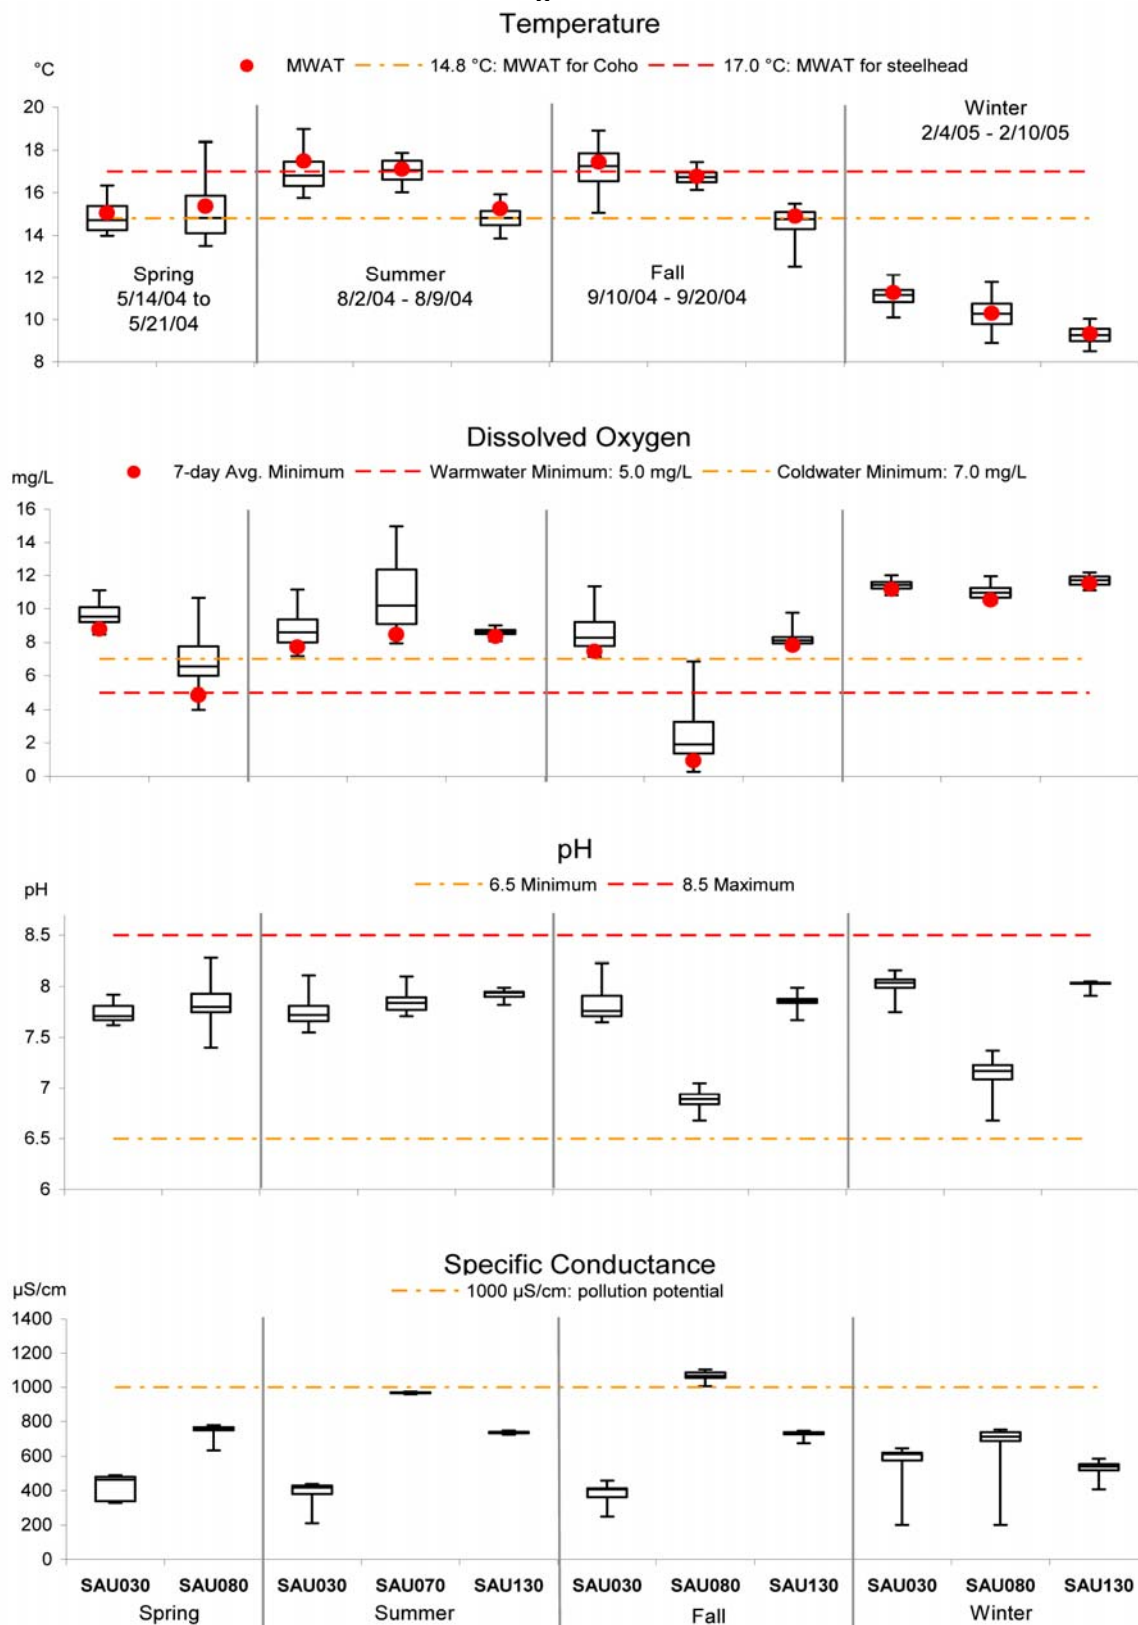 Temperature
°C
MWAT 14.8 °C: MWAT for Coho 17.0 °C: MWAT for steelhead
20
18
16
14
12
10
8
Spring
5/14/04 to
5/21/04
Summer
8/2/04 - 8/9/04
Fall
9/10/04 - 9/20/04
Winter
2/4/05 - 2/10/05
Dissolved Oxygen
mg/L
7-day Avg. Minimum Warmwater Minimum: 5.0 mg/L Coldwater Minimum: 7.0 mg/L
16
14
12
10
8
6
4
2
0
pH
pH
6.5 Minimum 8.5 Maximum
8.5
8
7.5
7
6.5
6
Specific Conductance
µS/cm
1000 µS/cm: pollution potential
1400
1200
1000
800
600
400
200
0
SAU030 SAU080 SAU030 SAU070 SAU130 SAU030 SAU080 SAU130 SAU030 SAU080 SAU130
Spring Summer Fall Winter